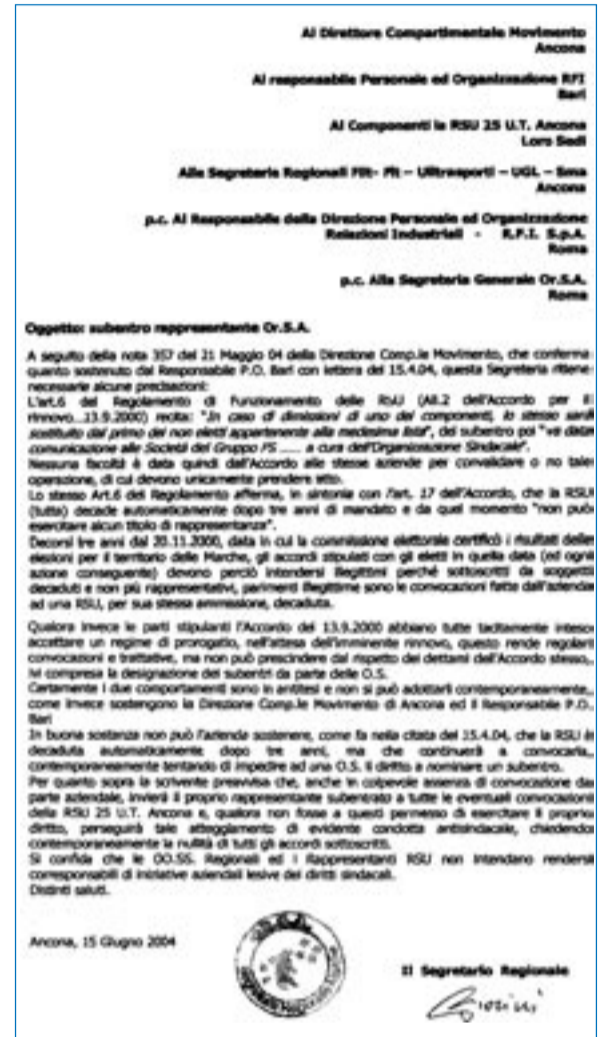 Al Direttore Compartimentale Movimento
Ancona
Al responsabile Personale ed Organizzazione RFI
Bari
Ai Componenti la RSU 25 U.T. Ancona
Loro Sedi
Alle Segreterie Regionali Filt- Fit – Uiltrasporti – UGL – Sma
Ancona
p.c. Al Responsabile della Direzione Personale ed Organizzazione
Relazioni Industriali - R.F.I. S.p.A.
Roma
p.c. Alla Segreteria Generale Or.S.A.
Roma
Oggetto: subentro rappresentante Or.S.A.
A seguito della nota 357 del 21 Maggio 04 della Direzione Comp.le Movimento, che conferma
quanto sostenuto dal Responsabile P.O. Bari con lettera del 15.4.04, questa Segreteria ritiene
necessarie alcune precisazioni:
L'art.6 del Regolamento di Funzionamento delle RSU (All.2 dell'Accordo per il
rinnovo...13.9.2000) recita: "In caso di dimissioni di uno dei componenti, lo stesso sarà
sostituito dal primo dei non eletti appartenente alla medesima lista", del subentro poi "va data
comunicazione alle Società del Gruppo FS ...... a cura dell'Organizzazione Sindacale".
Nessuna facoltà è data quindi dall'Accordo alle stesse aziende per convalidare o no tale
operazione, di cui devono unicamente prendere atto.
Lo stesso Art.6 del Regolamento afferma, in sintonia con l'art. 17 dell'Accordo, che la RSU
(tutta) decade automaticamente dopo tre anni di mandato e da quel momento "non può
esercitare alcun titolo di rappresentanza".
Decorsi tre anni dal 20.11.2000, data in cui la commissione elettorale certificò i risultati delle
elezioni per il territorio delle Marche, gli accordi stipulati con gli eletti in quella data (ed ogni
azione conseguente) devono perciò intendersi illegittimi perché sottoscritti da soggetti
decaduti e non più rappresentativi, parimenti illegittime sono le convocazioni fatte dall'azienda
ad una RSU, per sua stessa ammissione, decaduta.
Qualora invece le parti stipulanti l'Accordo del 13.9.2000 abbiano tutte tacitamente inteso
accettare un regime di prorogatio, nell'attesa dell'imminente rinnovo, questo rende regolari
convocazioni e trattative, ma non può prescindere dal rispetto dei dettami dell'Accordo stesso,
ivi compresa la designazione dei subentri da parte delle O.S.
Certamente i due comportamenti sono in antitesi e non si può adottarli contemporaneamente,
come invece sostengono la Direzione Comp.le Movimento di Ancona ed il Responsabile P.O.
Bari
In buona sostanza non può l'azienda sostenere, come fa nella citata del 15.4.04, che la RSU è
decaduta automaticamente dopo tre anni, ma che continuerà a convocarla,
contemporaneamente tentando di impedire ad una O.S. il diritto a nominare un subentro.
Per quanto sopra la scrivente preavvisa che, anche in colpevole assenza di convocazione da
parte aziendale, invierà il proprio rappresentante subentrato a tutte le eventuali convocazioni
della RSU 25 U.T. Ancona e, qualora non fosse a questi permesso di esercitare il proprio
diritto, perseguirà tale atteggiamento di evidente condotta antisindacale, chiedendo
contemporaneamente la nullità di tutti gli accordi sottoscritti.
Si confida che le OO.SS. Regionali ed i Rappresentanti RSU non intendano rendersi
corresponsabili di iniziative aziendali lesive dei diritti sindacali.
Distinti saluti.
Ancona, 15 Giugno 2004
Il Segretario Regionale